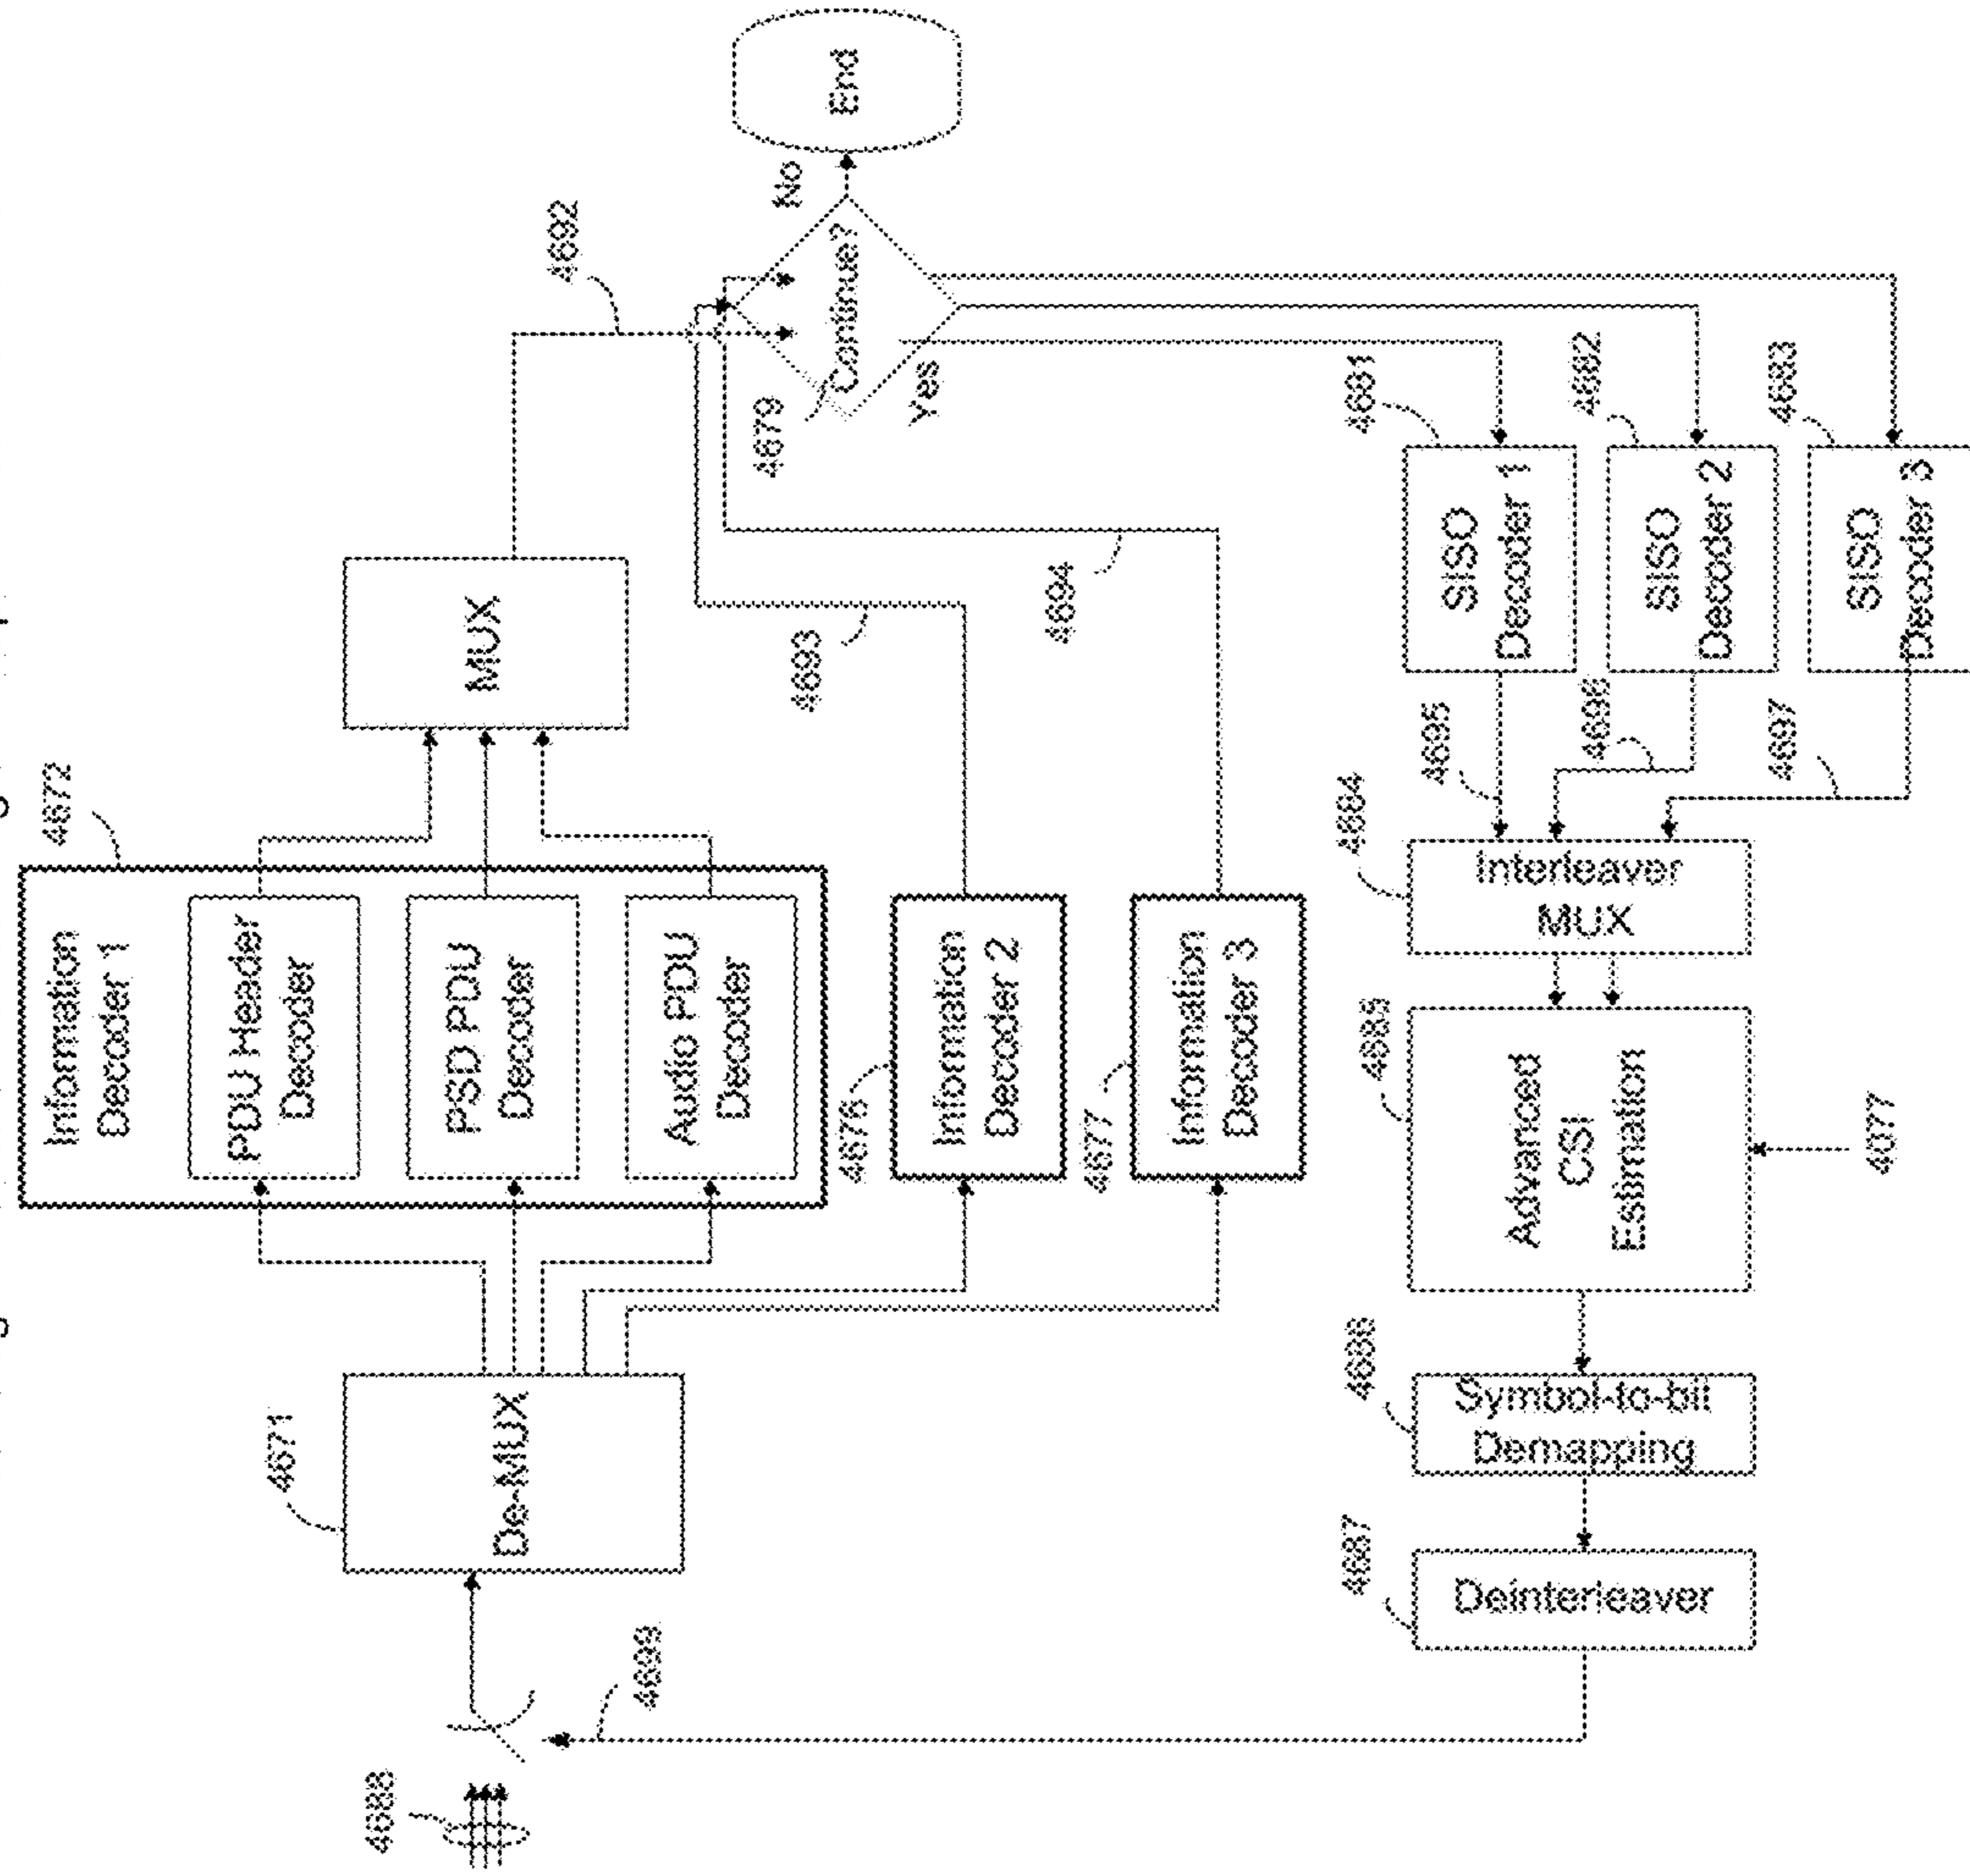 4688
4699
4671
De-MUX
4672
Information
Decoder 1
PDU Header
Decoder
PSD PDU
Decoder
Audio PDU
Decoder
4676
Information
Decoder 2
4677
Information
Decoder 3
MUX
4692
4693
4694
4679
Continue?
No
Yes
End
4681
SISO
Decoder 1
4682
SISO
Decoder 2
4683
SISO
Decoder 3
4695
4696
4697
4684
Interleaver
MUX
4685
Advanced
CSI
Estimation
4077
4686
Symbol-to-bit
Demapping
4687
Deinterleaver